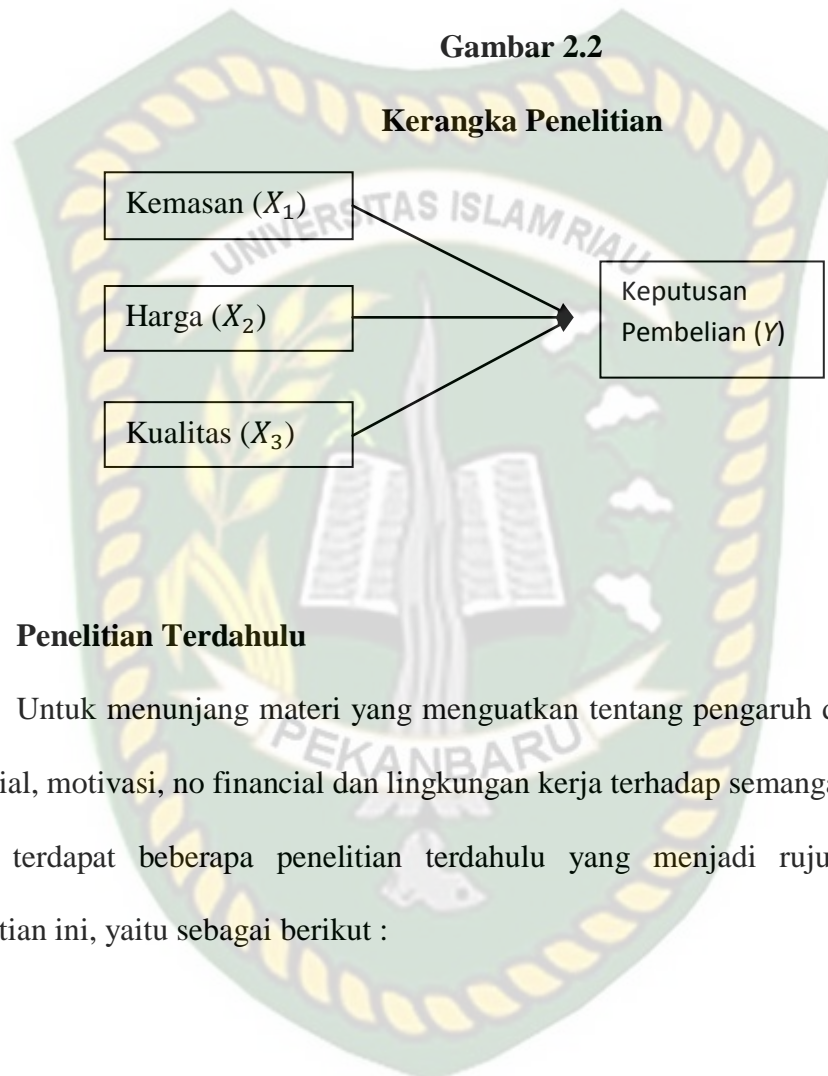 Gambar 2.2
Kerangka Penelitian
UNIVERSITAS ISLAM RIAU
Kemasan (X₁)
Harga (X₂)
Keputusan
Pembelian (Y)
Kualitas (X₃)
Penelitian Terdahulu
Untuk menunjang materi yang menguatkan tentang pengaruh
ial, motivasi, no financial dan lingkungan kerja terhadap semanga
PEKANBARU
terdapat beberapa penelitian terdahulu yang menjadi ruju
tian ini, yaitu sebagai berikut :